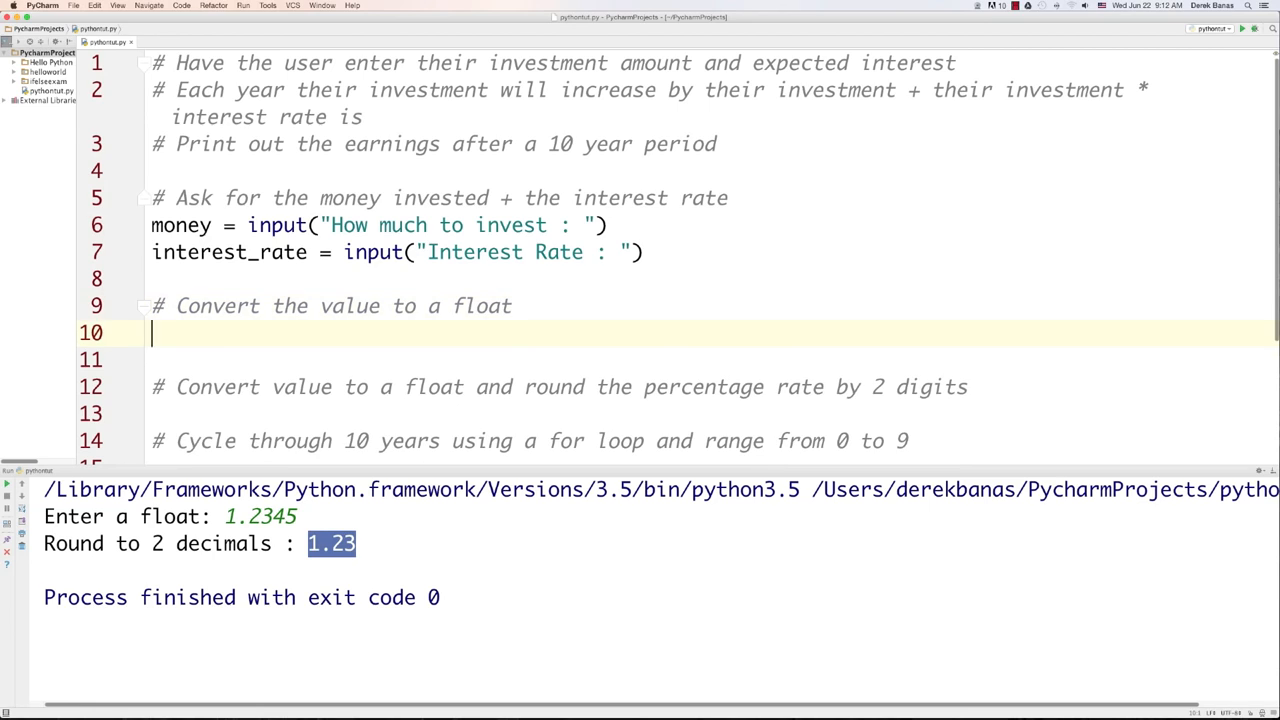 PyCharm File Edit View Navigate Code Refactor Run Tools VCS Window Help 10 Wed Jun 22 9:12 AM Derek Banas
pythontut.py - PycharmProjects - [~/PycharmProjects]
PycharmProjects pythontut.py pythontut
pythontut.py
PycharmProject
Hello Python
helloworld
ifelseexam
pythontut.py
External Librarie
1 # Have the user enter their investment amount and expected interest
2 # Each year their investment will increase by their investment + their investment *
interest rate is
3 # Print out the earnings after a 10 year period
4
5 # Ask for the money invested + the interest rate
6 money = input("How much to invest : ")
7 interest_rate = input("Interest Rate : ")
8
9 # Convert the value to a float
10
11
12 # Convert value to a float and round the percentage rate by 2 digits
13
14 # Cycle through 10 years using a for loop and range from 0 to 9
15
Run pythontut
/Library/Frameworks/Python.framework/Versions/3.5/bin/python3.5 /Users/derekbanas/PycharmProjects/pytho
Enter a float: 1.2345
Round to 2 decimals : 1.23
Process finished with exit code 0
10:1 LF UTF-8